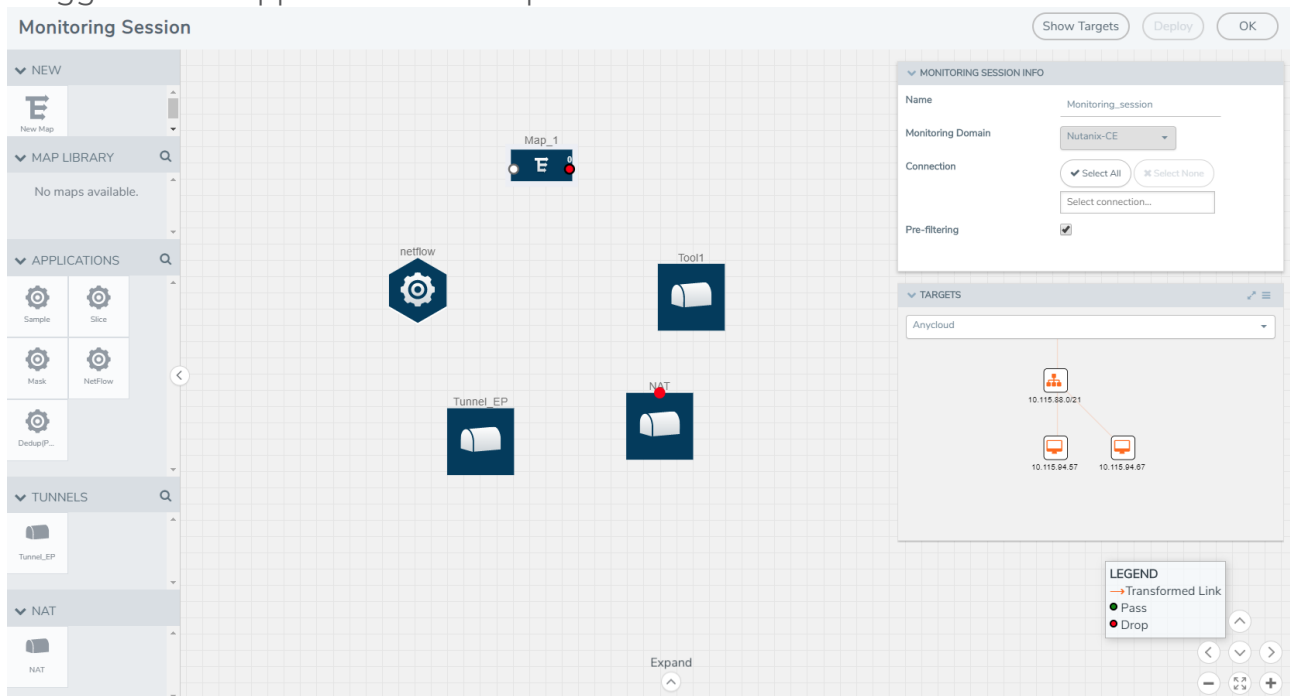 Monitoring Session
Show Targets
Deploy
OK
NEW
New Map
MAP LIBRARY
No maps available.
APPLICATIONS
Sample
Slice
Mask
NetFlow
Dedup(P...
TUNNELS
Tunnel_EP
NAT
NAT
Map_1
0
netflow
Tool1
Tunnel_EP
NAT
Expand
MONITORING SESSION INFO
Name
Monitoring_session
Monitoring Domain
Nutanix-CE
Connection
Select All
Select None
Select connection...
Pre-filtering
TARGETS
Anycloud
10.115.88.0/21
10.115.94.57
10.115.94.67
LEGEND
Transformed Link
Pass
Drop